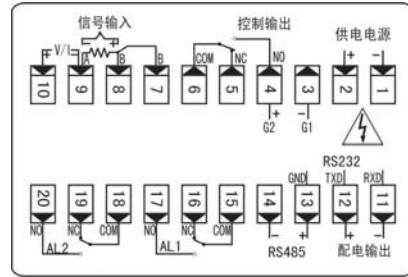 信号输入 控制输出 供电电源
+ V/I - + A B B COM NC NO + -
10 9 8 7 6 5 4 3 2 1
+ -
G2 G1
RS232
GND TXD RXD
20 19 18 17 16 15 14 13 12 11
NO NC COM NO NC COM - + + -
AL2 AL1 RS485 配电输出